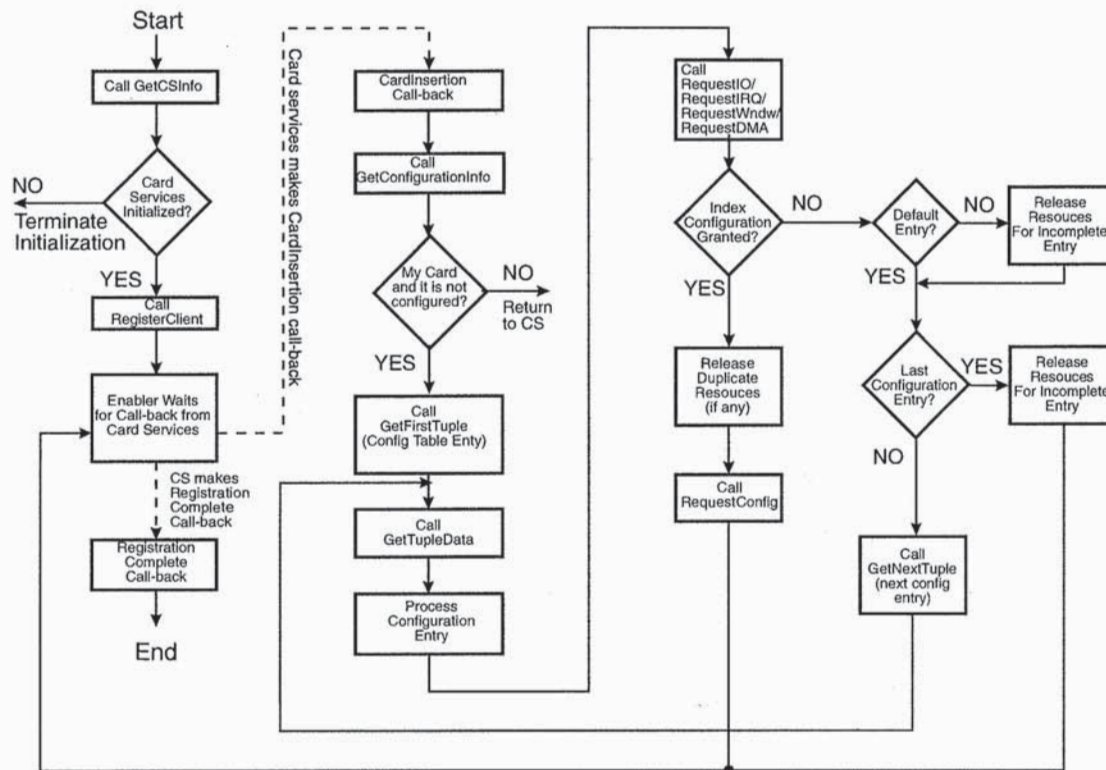 Start
Call GetCSInfo
Card
Services
Initialized?
NO
Terminate
Initialization
YES
Call
RegisterClient
Enabler Waits
for Call-back from
Card Services
CS makes
Registration
Complete
Call-back
Registration
Complete
Call-back
End
Card services makes CardInsertion call-back
CardInsertion
Call-back
Call
GetConfigurationInfo
My Card
and it is not
configured?
NO
Return
to CS
YES
Call
GetFirstTuple
(Config Table Enty)
Call
GetTupleData
Process
Configuration
Entry
Call
RequestIO/
RequestIRQ/
RequestWndw/
RequestDMA
Index
Configuration
Granted?
NO
YES
Release
Duplicate
Resouces
(if any)
Call
RequestConfig
Default
Entry?
NO
Release
Resouces
For Incomplete
Entry
YES
Last
Configuration
Entry?
YES
Release
Resouces
For Incomplete
Entry
NO
Call
GetNextTuple
(next config
entry)